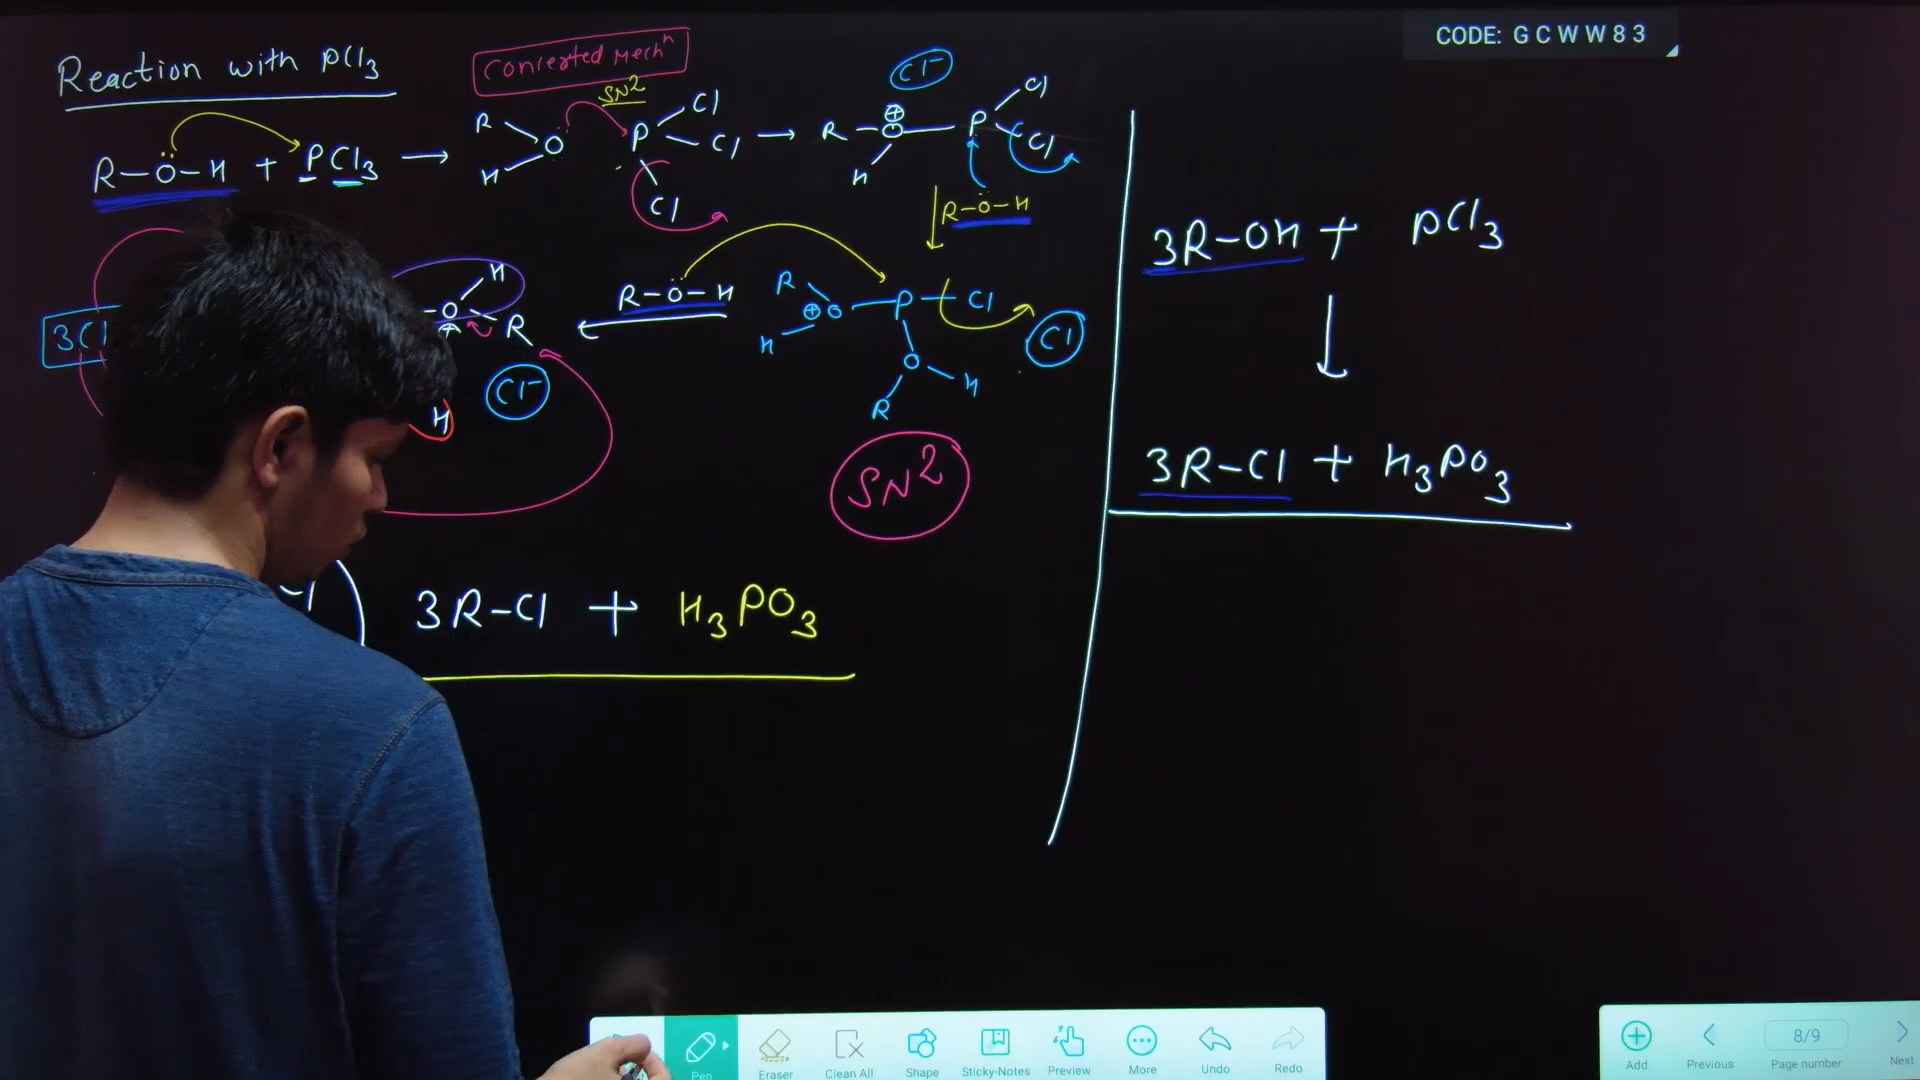 CODE: GCWW83
Reaction with PCl3
Concerted Mechⁿ
SN2
R-Ö-H + PCl3 →
R
H
O
P
Cl
Cl
Cl
→
R-O-P
⊕
H
Cl
Cl
Cl⁻
R-Ö-H
3Cl
H
O
⊕
R
H
Cl⁻
R-Ö-H
R
⊕O-P-Cl
H
O-H
R
Cl
SN2
3R-Cl + H3PO3
3R-OH + PCl3
↓
3R-Cl + H3PO3
Pen
Eraser
Clean All
Shape
Sticky-Notes
Preview
More
Undo
Redo
Add
Previous
8/9
Page number
Next